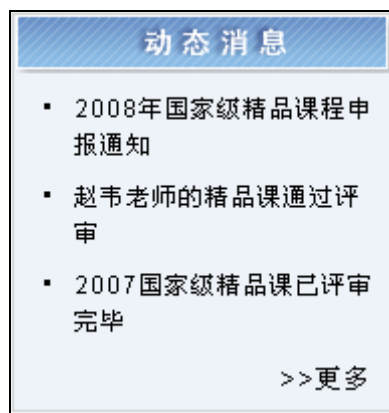 动态消息
2008年国家级精品课程申
报通知
赵韦老师的精品课通过评
审
2007国家级精品课已评审
完毕
>>更多